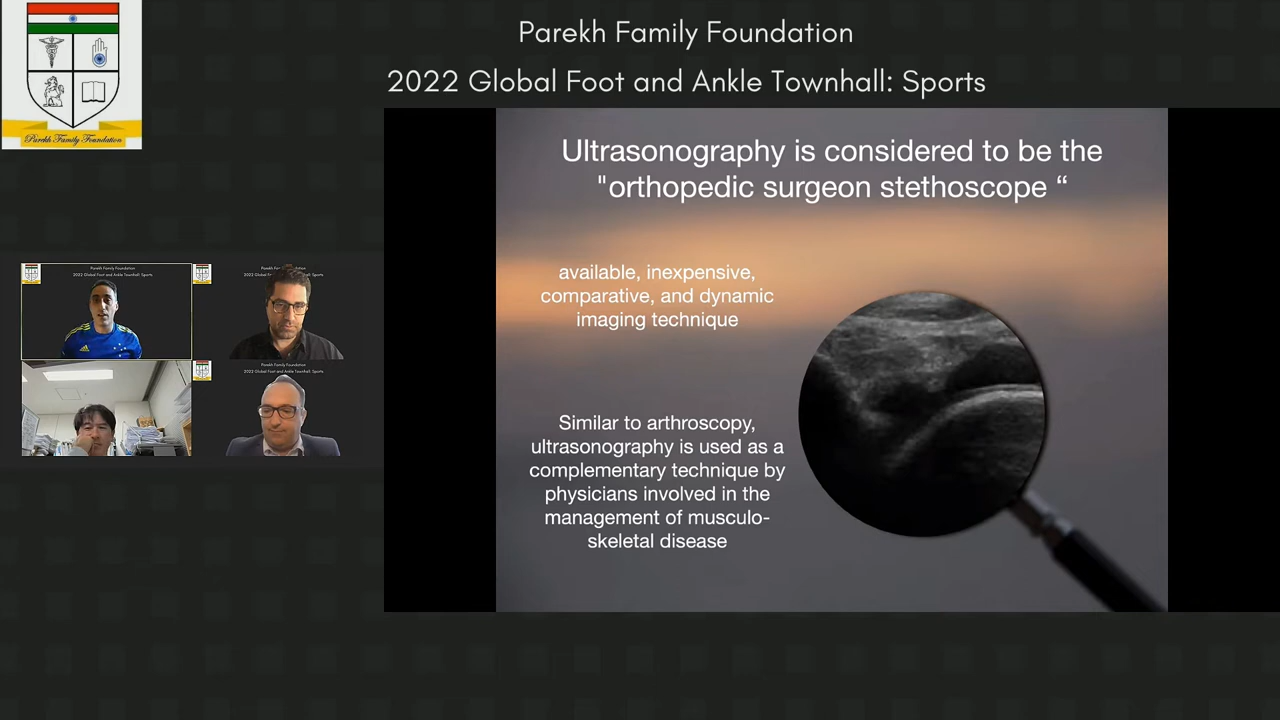 Parekh Family Foundation
2022 Global Foot and Ankle Townhall: Sports
Parekh Family Foundation
Ultrasonography is considered to be the
"orthopedic surgeon stethoscope “
available, inexpensive,
comparative, and dynamic
imaging technique
Similar to arthroscopy,
ultrasonography is used as a
complementary technique by
physicians involved in the
management of musculo-
skeletal disease
Parekh Family Foundation
2022 Global Foot and Ankle Townhall: Sports
Parekh Family Foundation
2022 Global Foot and Ankle Townhall: Sports